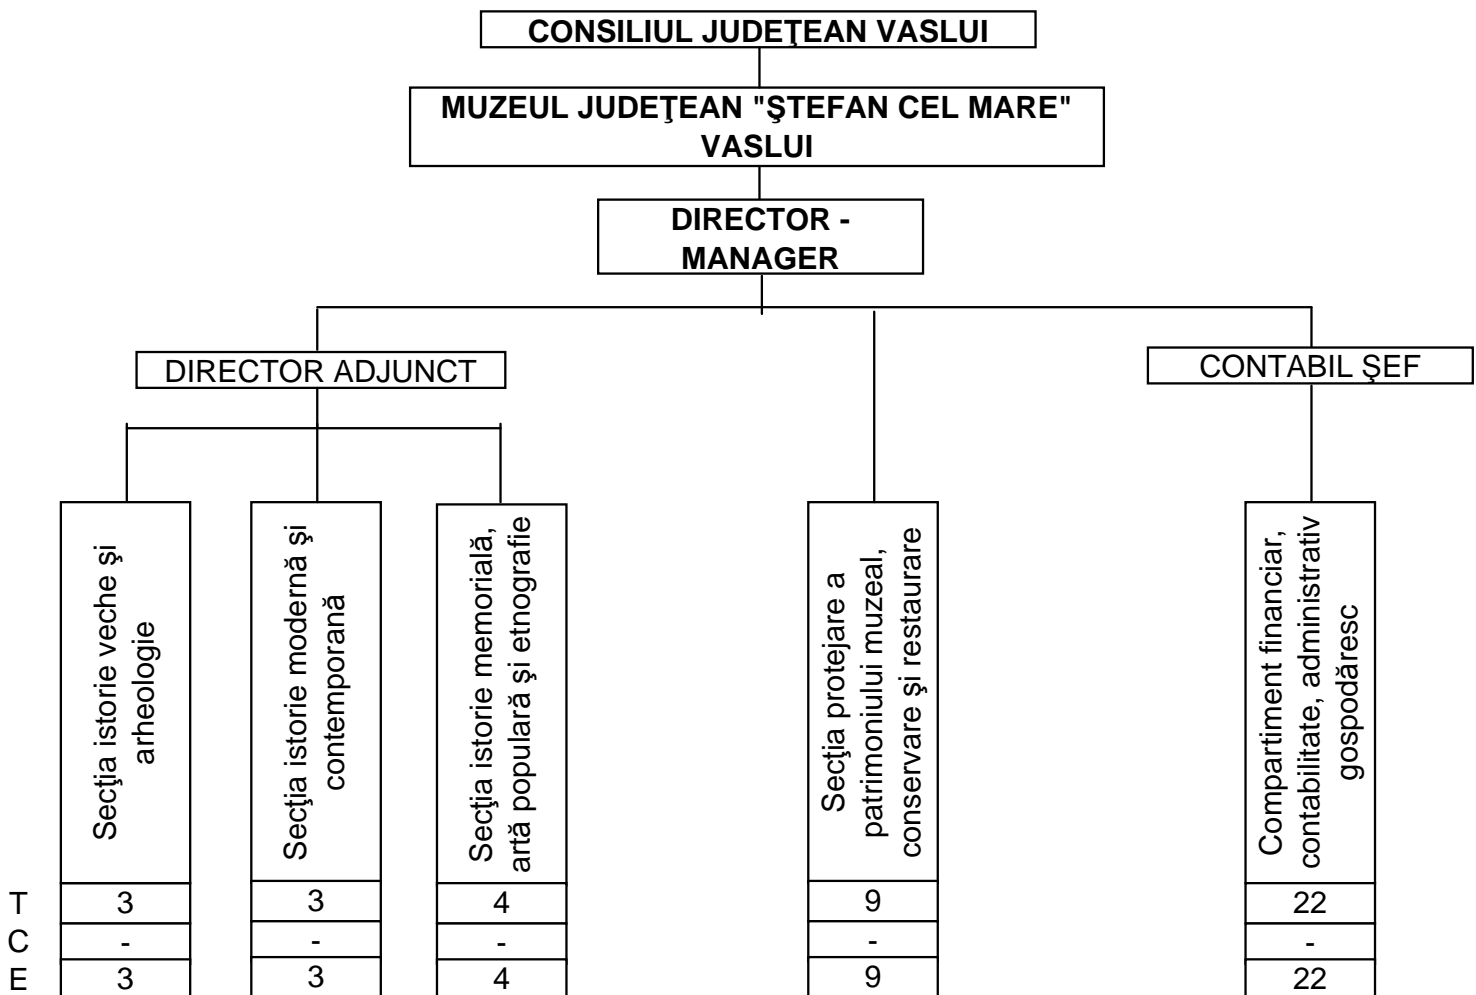 CONSILIUL JUDEŢEAN VASLUI
MUZEUL JUDEŢEAN "ŞTEFAN CEL MARE"
VASLUI
DIRECTOR -
MANAGER
DIRECTOR ADJUNCT
CONTABIL ŞEF
Secţia istorie veche şi
arheologie
Secţia istorie modernă şi
contemporană
Secţia istorie memorială,
artă populară şi etnografie
Secţia protejare a
patrimoniului muzeal,
conservare şi restaurare
Compartiment financiar,
contabilitate, administrativ
gospodăresc
T 3 3 4 9 22
C - - - - -
E 3 3 4 9 22